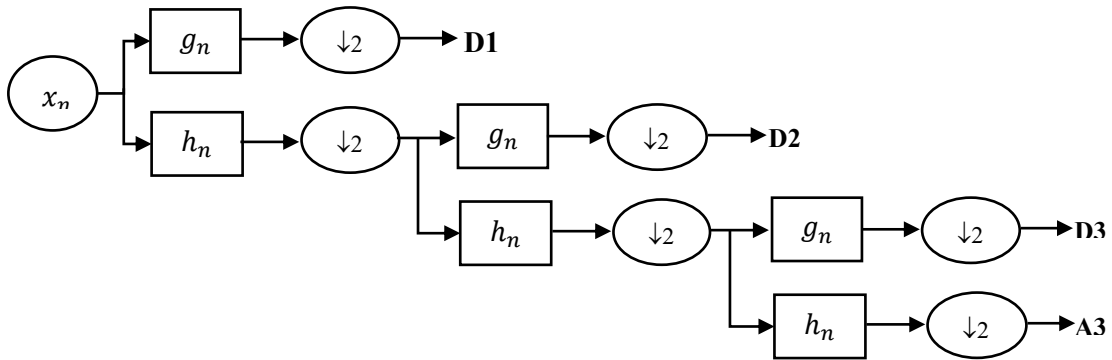 g_n ↓2 D1
x_n
h_n ↓2 g_n ↓2 D2
h_n ↓2 g_n ↓2 D3
h_n ↓2 A3